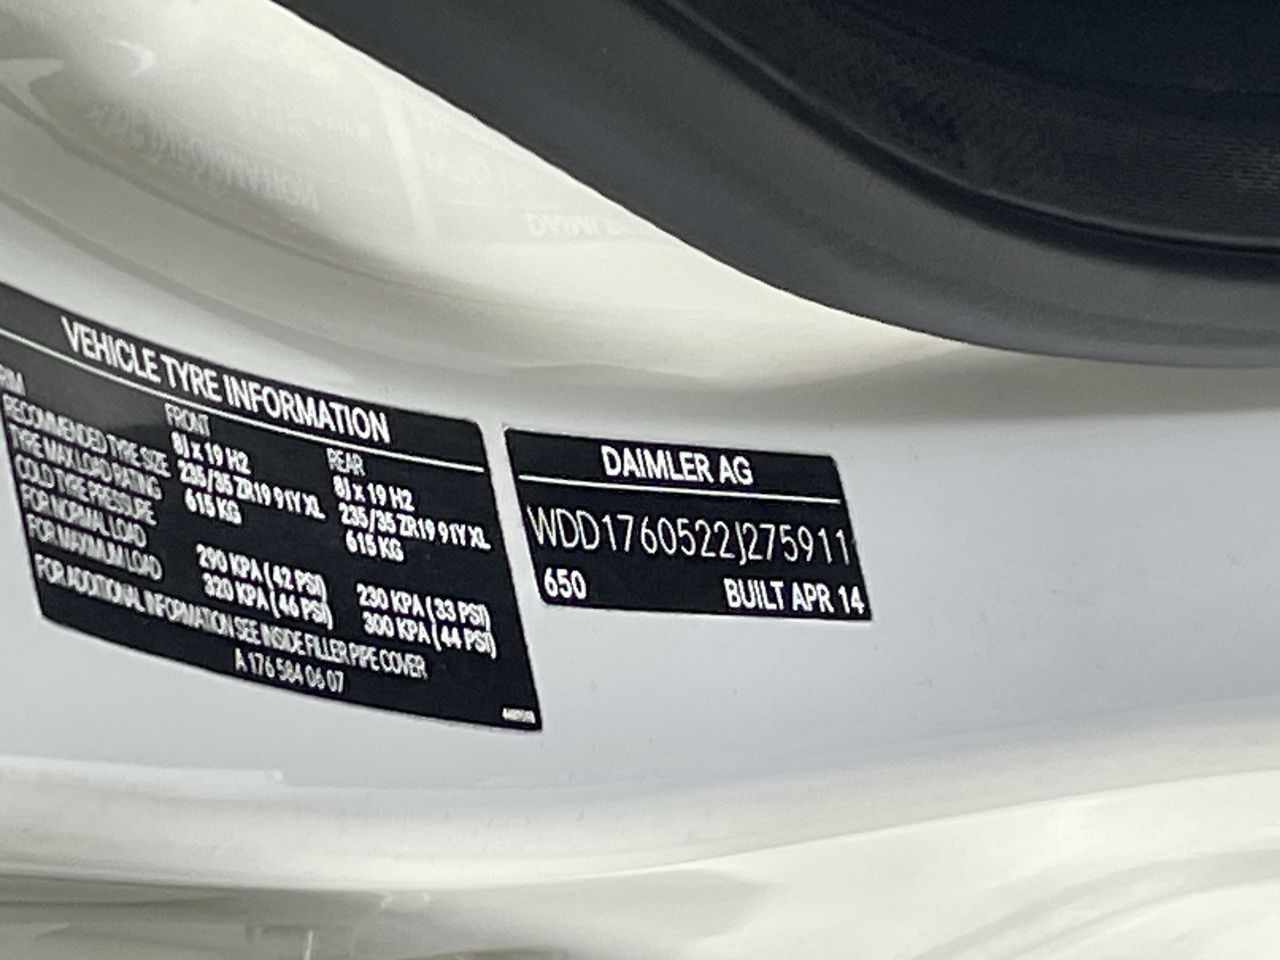 VEHICLE TYRE INFORMATION
FRONT
REAR
RIM 8J x 19 H2 8J x 19 H2
RECOMMENDED TYRE SIZE 235/35 ZR19 91Y XL 235/35 ZR19 91Y XL
TYRE MAX LOAD RATING 615 KG 615 KG
COLD TYRE PRESSURE
FOR NORMAL LOAD 290 KPA (42 PSI) 230 KPA (33 PSI)
FOR MAXIMUM LOAD 320 KPA (46 PSI) 300 KPA (44 PSI)
FOR ADDITIONAL INFORMATION SEE INSIDE FILLER PIPE COVER
A 176 584 06 07
DAIMLER AG
WDD1760522J275911
650 BUILT APR 14